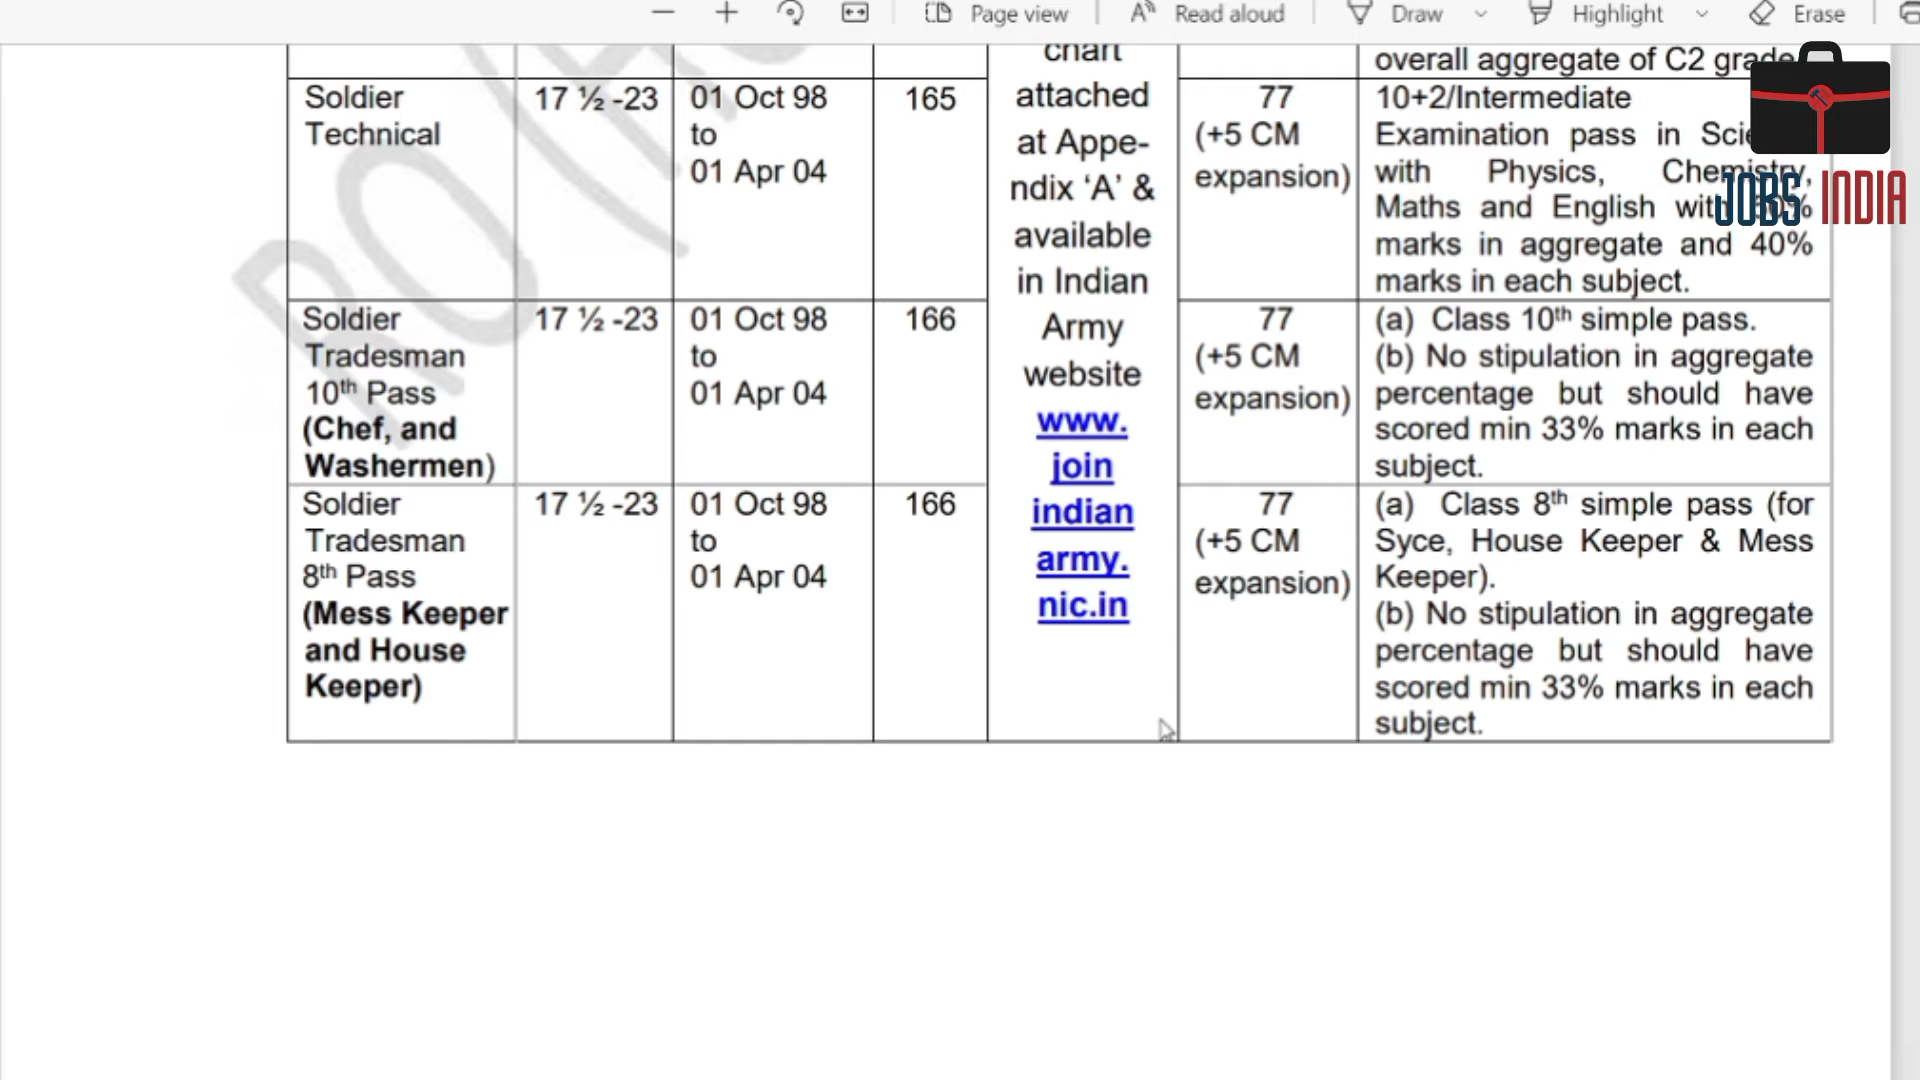 Page view
Read aloud
Draw
Highlight
Erase
overall aggregate of C2 grade
Soldier
Technical
17 ½ -23
01 Oct 98
to
01 Apr 04
165
chart
attached
at Appe-
ndix ‘A’ &
available
in Indian
Army
website
www.
join
indian
army.
nic.in
77
(+5 CM
expansion)
10+2/Intermediate
Examination pass in
with Physics, Chemistry,
Maths and English with
marks in aggregate and 40%
marks in each subject.
JOBS INDIA
Soldier
Tradesman
10th Pass
(Chef, and
Washermen)
17 ½ -23
01 Oct 98
to
01 Apr 04
166
77
(+5 CM
expansion)
(a) Class 10th simple pass.
(b) No stipulation in aggregate
percentage but should have
scored min 33% marks in each
subject.
Soldier
Tradesman
8th Pass
(Mess Keeper
and House
Keeper)
17 ½ -23
01 Oct 98
to
01 Apr 04
166
77
(+5 CM
expansion)
(a) Class 8th simple pass (for
Syce, House Keeper & Mess
Keeper).
(b) No stipulation in aggregate
percentage but should have
scored min 33% marks in each
subject.